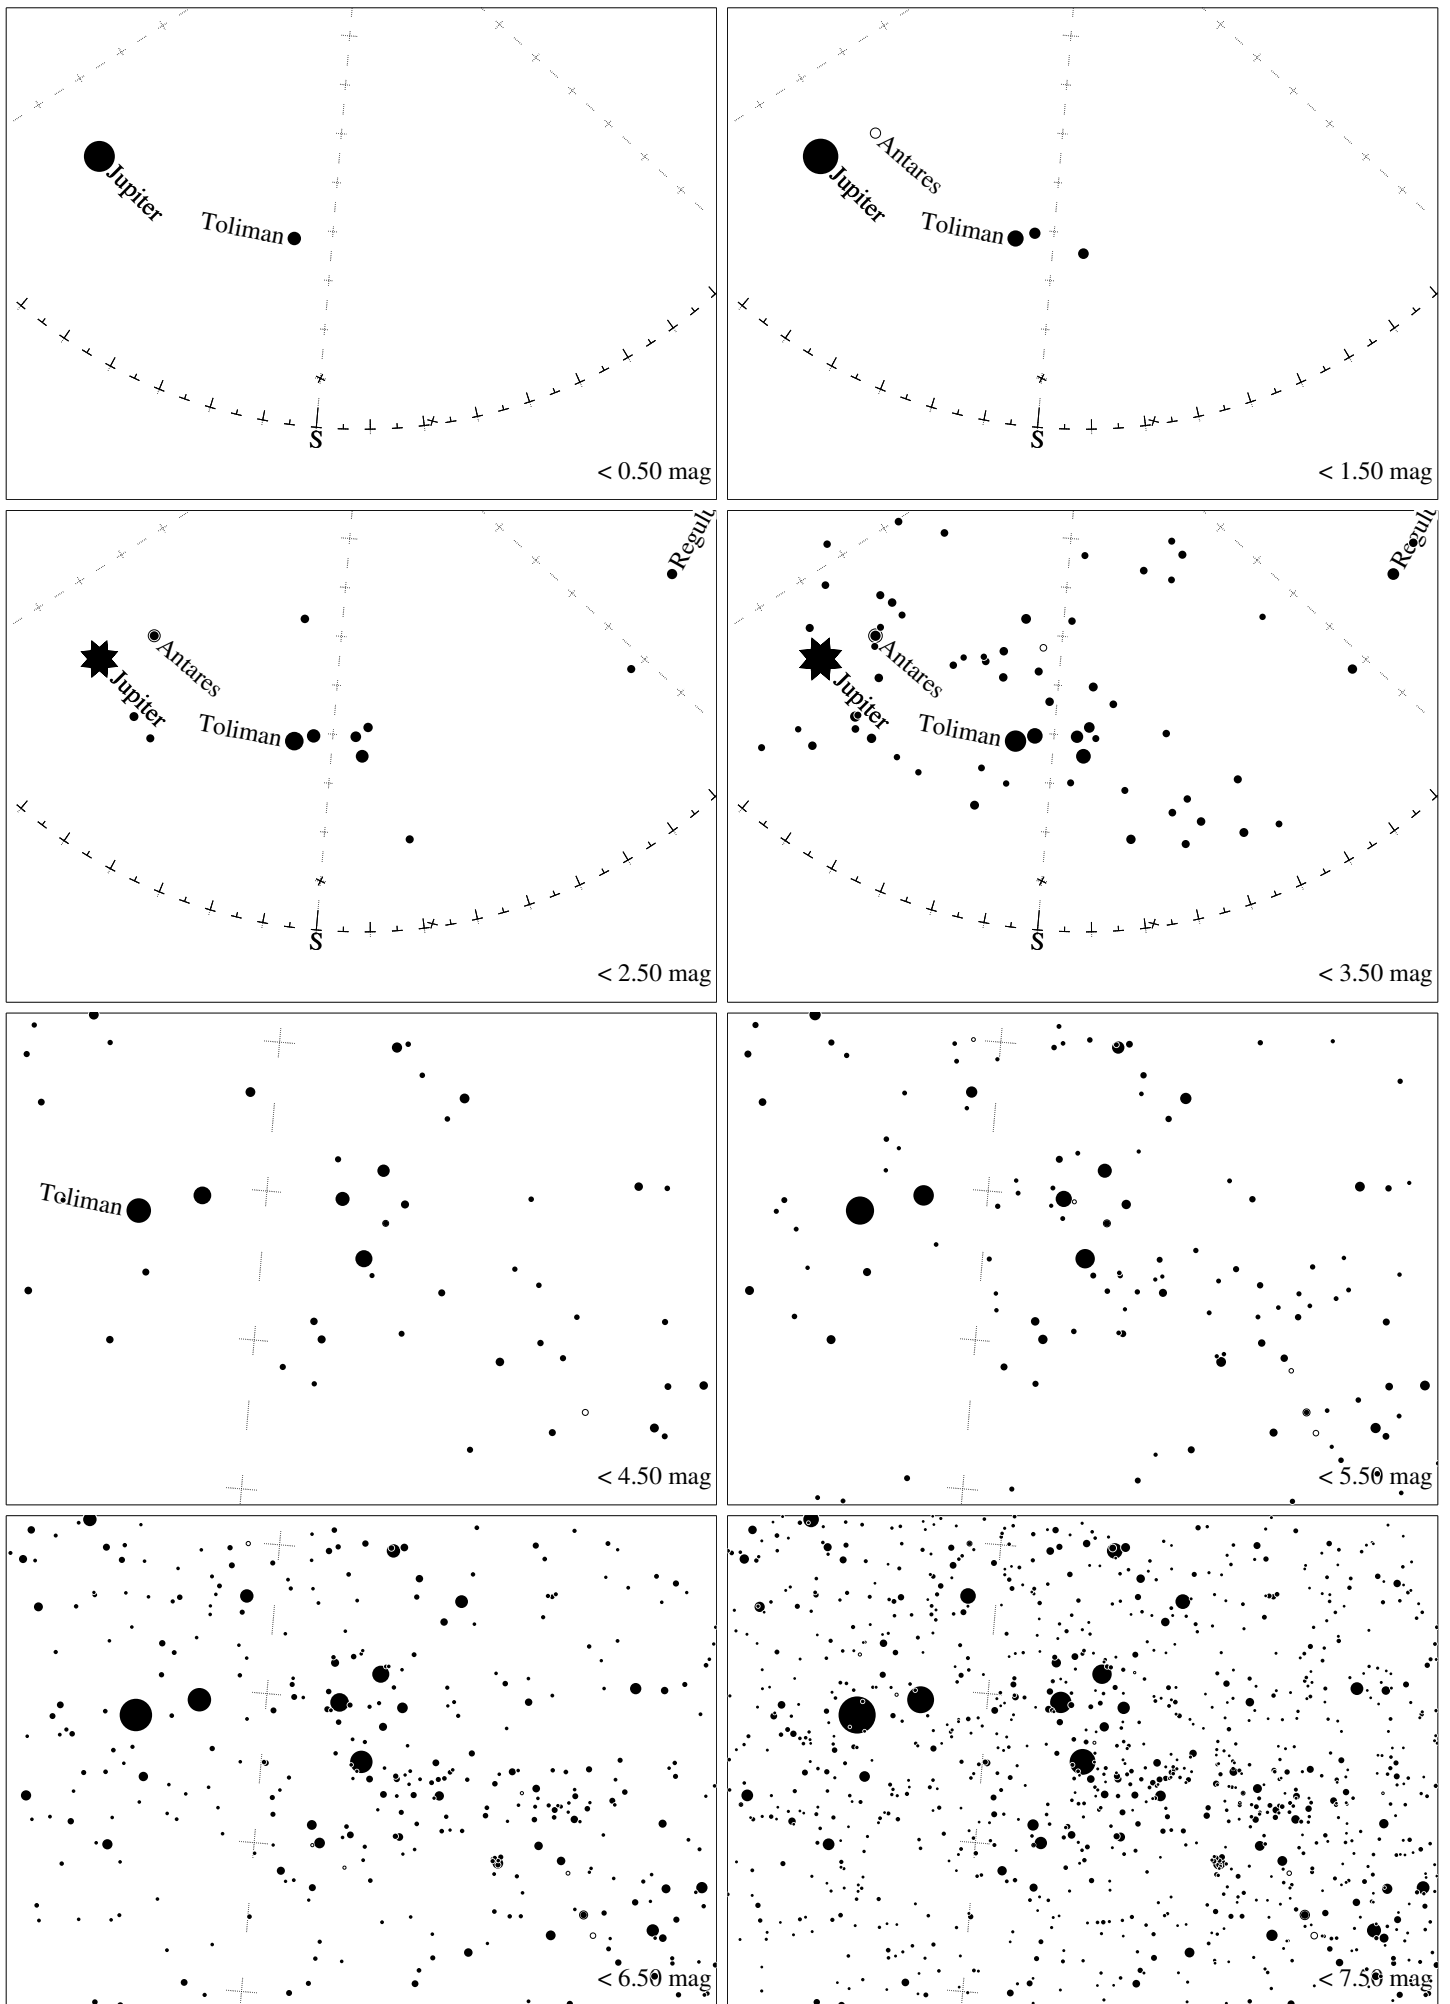 Jupiter
Toliman
S
< 0.50 mag
Antares
Jupiter
Toliman
S
< 1.50 mag
Regulu
Antares
Jupiter
Toliman
S
< 2.50 mag
Regulu
Antares
Jupiter
Toliman
S
< 3.50 mag
Toliman
< 4.50 mag
< 5.50 mag
< 6.50 mag
< 7.50 mag